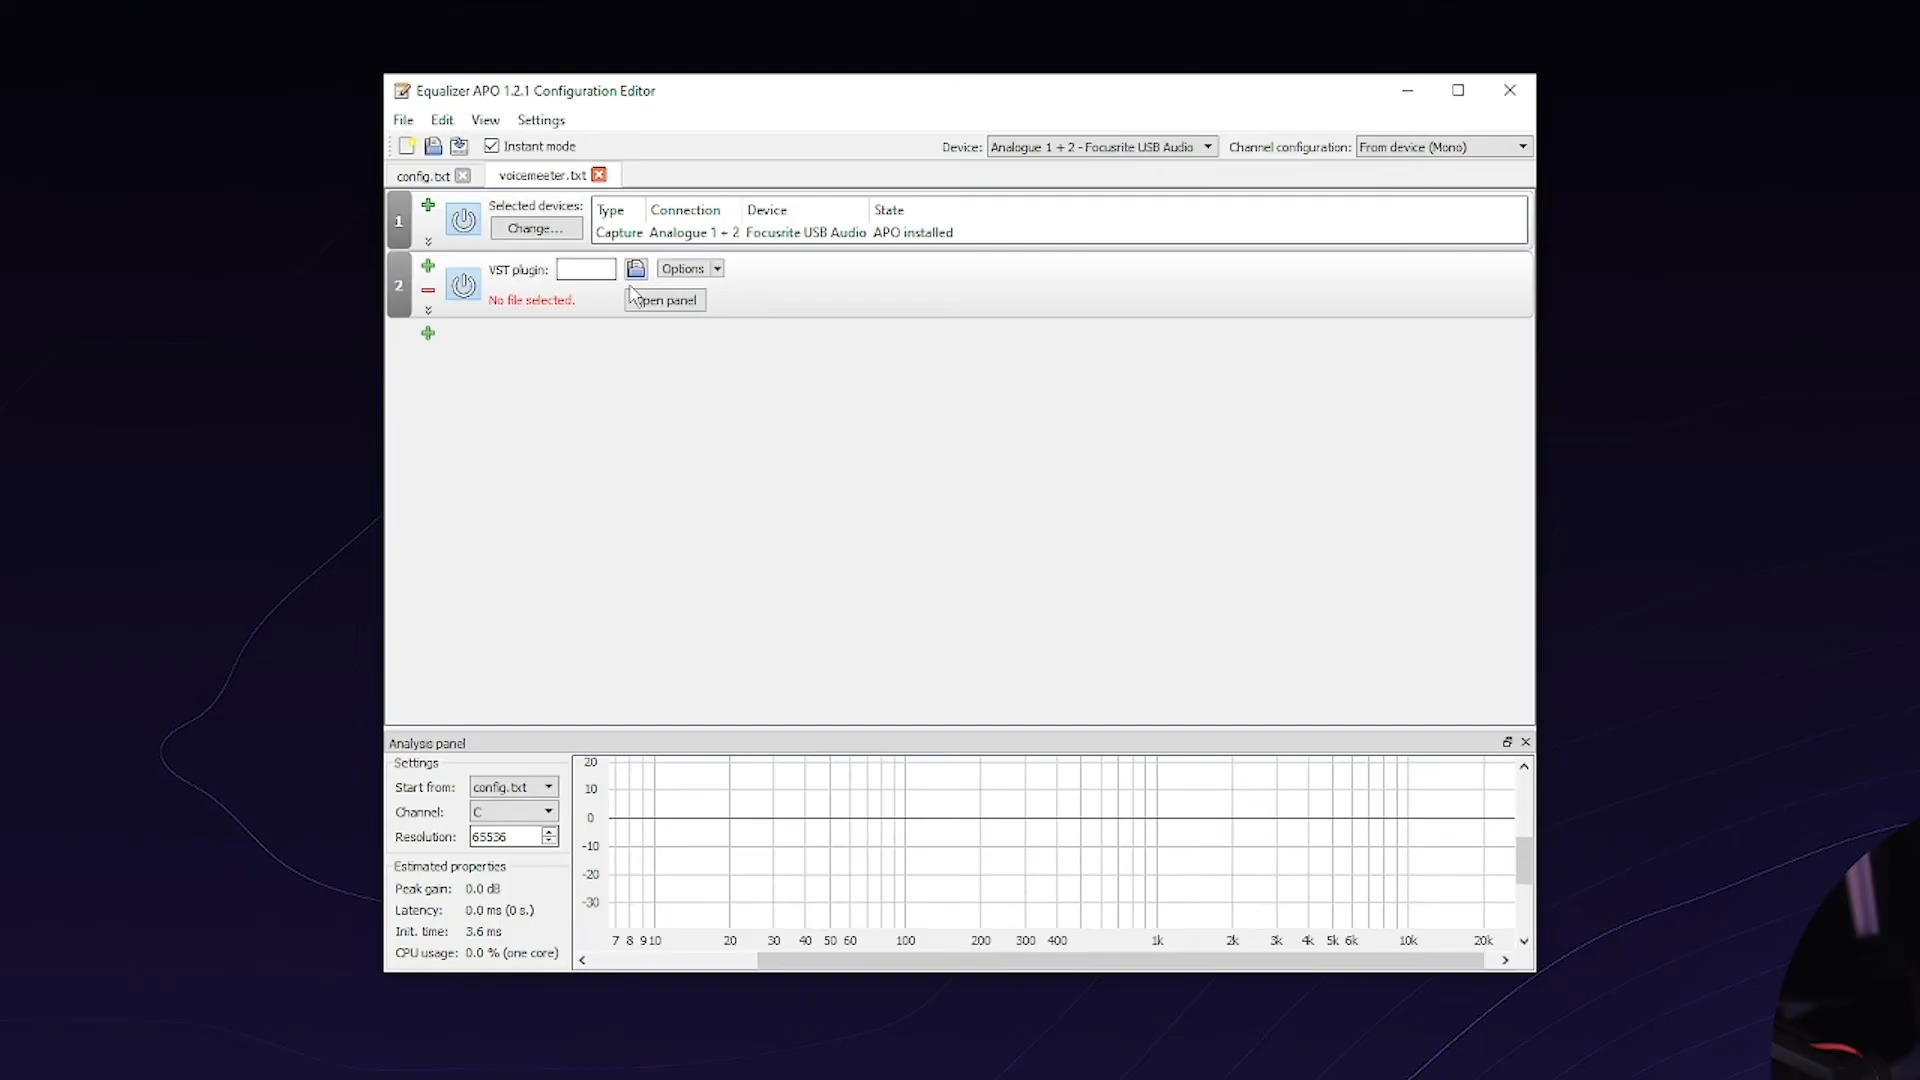 Equalizer APO 1.2.1 Configuration Editor
File Edit View Settings
Instant mode Device: Analogue 1 + 2 - Focusrite USB Audio Channel configuration: From device (Mono)
config.txt voicemeeter.txt
1 Selected devices: Change... Type Connection Device State
Capture Analogue 1 + 2 Focusrite USB Audio APO installed
2 VST plugin: Options
No file selected. Open panel
Analysis panel
Settings
Start from: config.txt
Channel: C
Resolution: 65536
Estimated properties
Peak gain: 0.0 dB
Latency: 0.0 ms (0 s.)
Init. time: 3.6 ms
CPU usage: 0.0 % (one core)
20
10
0
-10
-20
-30
7 8 9 10 20 30 40 50 60 100 200 300 400 1k 2k 3k 4k 5k 6k 10k 20k